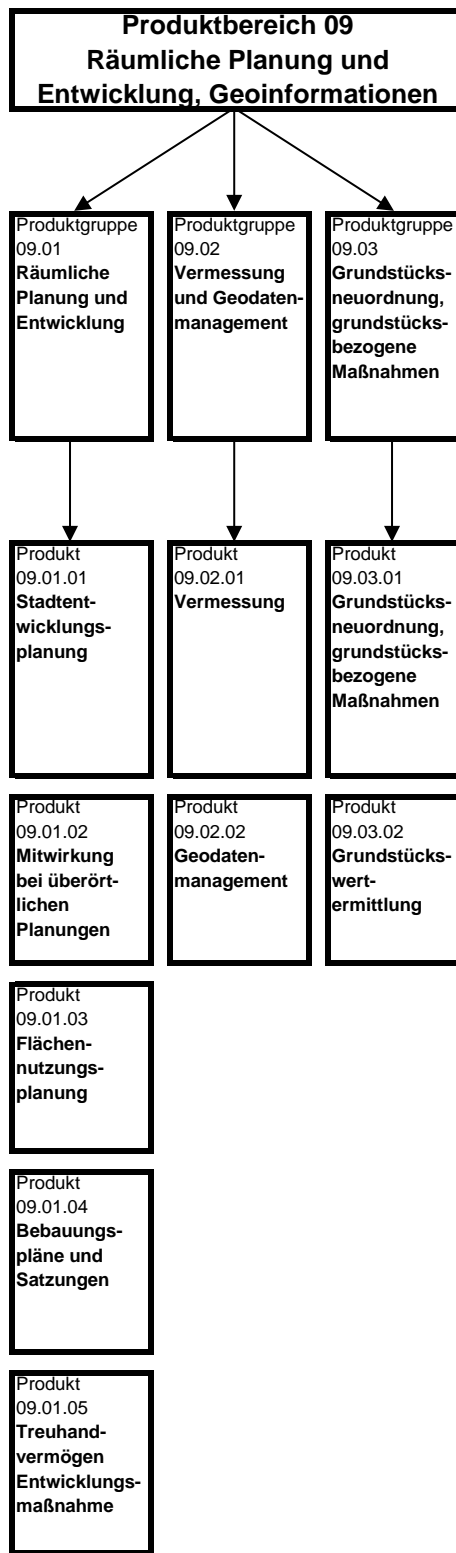 Produktbereich 09
Räumliche Planung und
Entwicklung, Geoinformationen
Produktgruppe
09.01
Räumliche
Planung und
Entwicklung
Produktgruppe
09.02
Vermessung
und Geodaten-
management
Produktgruppe
09.03
Grundstücks-
neuordnung,
grundstücks-
bezogene
Maßnahmen
Produkt
09.01.01
Stadtent-
wicklungs-
planung
Produkt
09.02.01
Vermessung
Produkt
09.03.01
Grundstücks-
neuordnung,
grundstücks-
bezogene
Maßnahmen
Produkt
09.01.02
Mitwirkung
bei überört-
lichen
Planungen
Produkt
09.02.02
Geodaten-
management
Produkt
09.03.02
Grundstücks-
wert-
ermittlung
Produkt
09.01.03
Flächen-
nutzungs-
planung
Produkt
09.01.04
Bebauungs-
pläne und
Satzungen
Produkt
09.01.05
Treuhand-
vermögen
Entwicklungs-
maßnahme